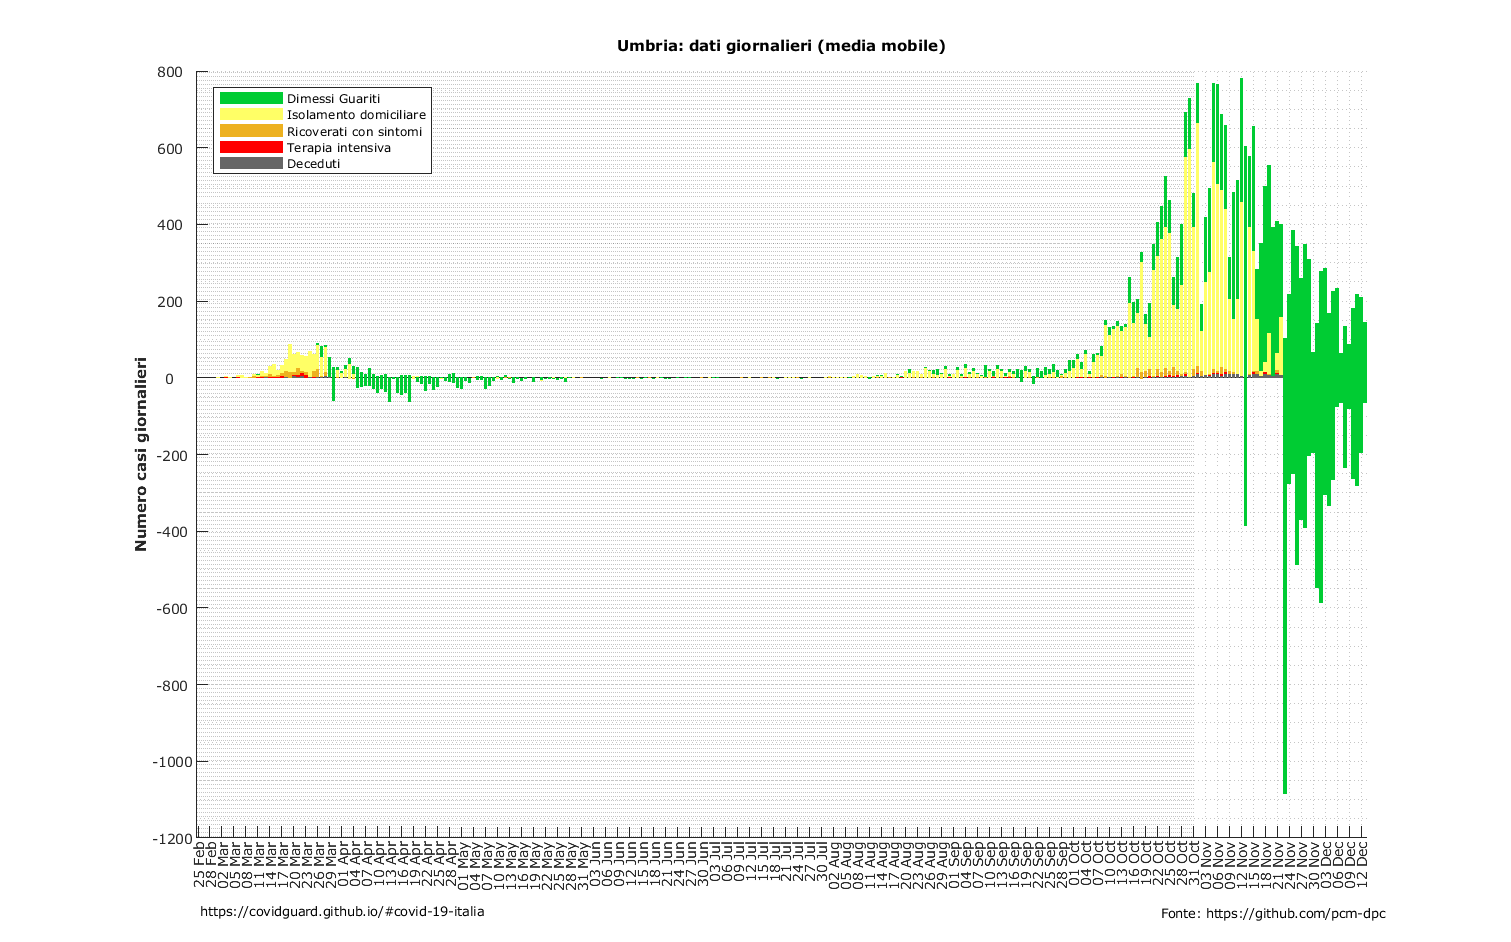 Umbria: dati giornalieri (media mobile)
Dimessi Guariti
Isolamento domiciliare
Ricoverati con sintomi
Terapia intensiva
Deceduti
Numero casi giornalieri
800
600
400
200
0
-200
-400
-600
-800
-1000
-1200
25 Feb
28 Feb
02 Mar
05 Mar
08 Mar
11 Mar
14 Mar
17 Mar
20 Mar
23 Mar
26 Mar
29 Mar
01 Apr
04 Apr
07 Apr
10 Apr
13 Apr
16 Apr
19 Apr
22 Apr
25 Apr
28 Apr
01 May
04 May
07 May
10 May
13 May
16 May
19 May
22 May
25 May
28 May
31 May
03 Jun
06 Jun
09 Jun
12 Jun
15 Jun
18 Jun
21 Jun
24 Jun
27 Jun
30 Jun
03 Jul
06 Jul
09 Jul
12 Jul
15 Jul
18 Jul
21 Jul
24 Jul
27 Jul
30 Jul
02 Aug
05 Aug
08 Aug
11 Aug
14 Aug
17 Aug
20 Aug
23 Aug
26 Aug
29 Aug
01 Sep
04 Sep
07 Sep
10 Sep
13 Sep
16 Sep
19 Sep
22 Sep
25 Sep
28 Sep
01 Oct
04 Oct
07 Oct
10 Oct
13 Oct
16 Oct
19 Oct
22 Oct
25 Oct
28 Oct
31 Oct
03 Nov
06 Nov
09 Nov
12 Nov
15 Nov
18 Nov
21 Nov
24 Nov
27 Nov
30 Nov
03 Dec
06 Dec
09 Dec
12 Dec
https://covidguard.github.io/#covid-19-italia
Fonte: https://github.com/pcm-dpc